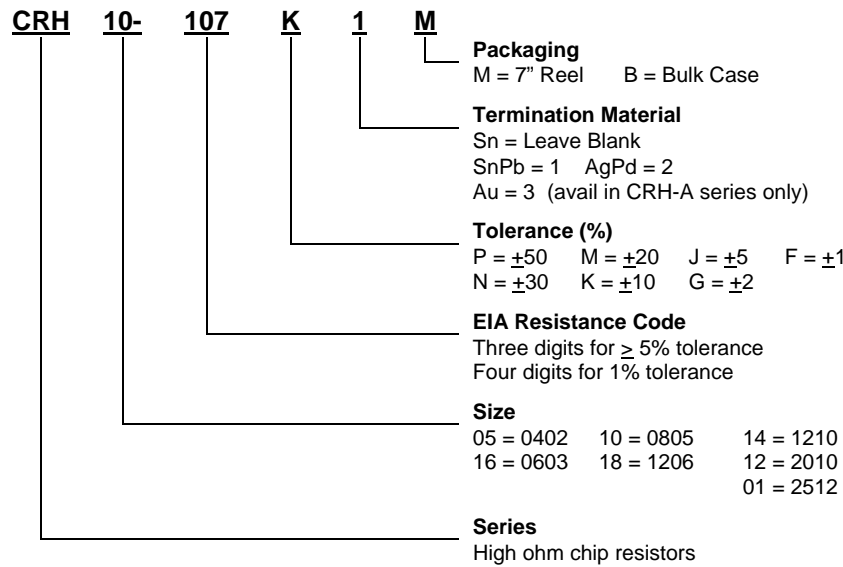 CRH 10- 107 K 1 M
Packaging
M = 7” Reel B = Bulk Case
Termination Material
Sn = Leave Blank
SnPb = 1 AgPd = 2
Au = 3 (avail in CRH-A series only)
Tolerance (%)
P = ±50 M = ±20 J = ±5 F = ±1
N = ±30 K = ±10 G = ±2
EIA Resistance Code
Three digits for ≥ 5% tolerance
Four digits for 1% tolerance
Size
05 = 0402 10 = 0805 14 = 1210
16 = 0603 18 = 1206 12 = 2010
01 = 2512
Series
High ohm chip resistors